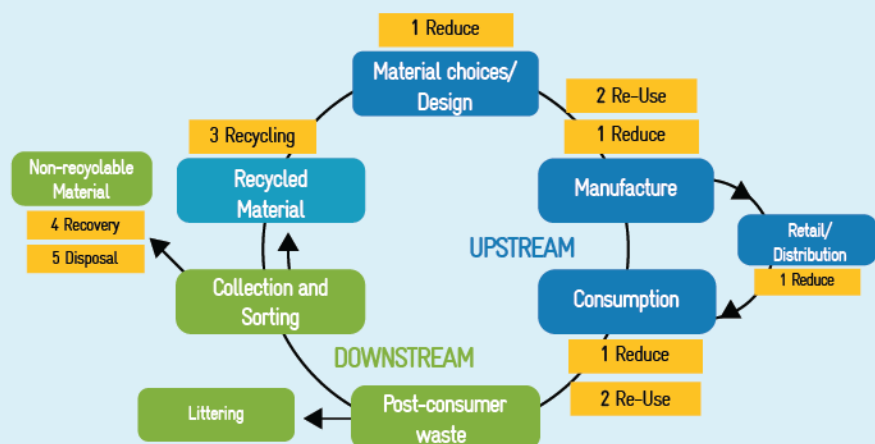 1 Reduce
Material choices/
Design
2 Re-Use
1 Reduce
3 Recycling
Non-recyolable
Material
Recycled
Material
Manufacture
4 Recovery
5 Disposal
UPSTREAM
Retail/
Distribution
1 Reduce
Collection and
Sorting
Consumption
DOWNSTREAM
1 Reduce
2 Re-Use
Littering
Post-consumer
waste